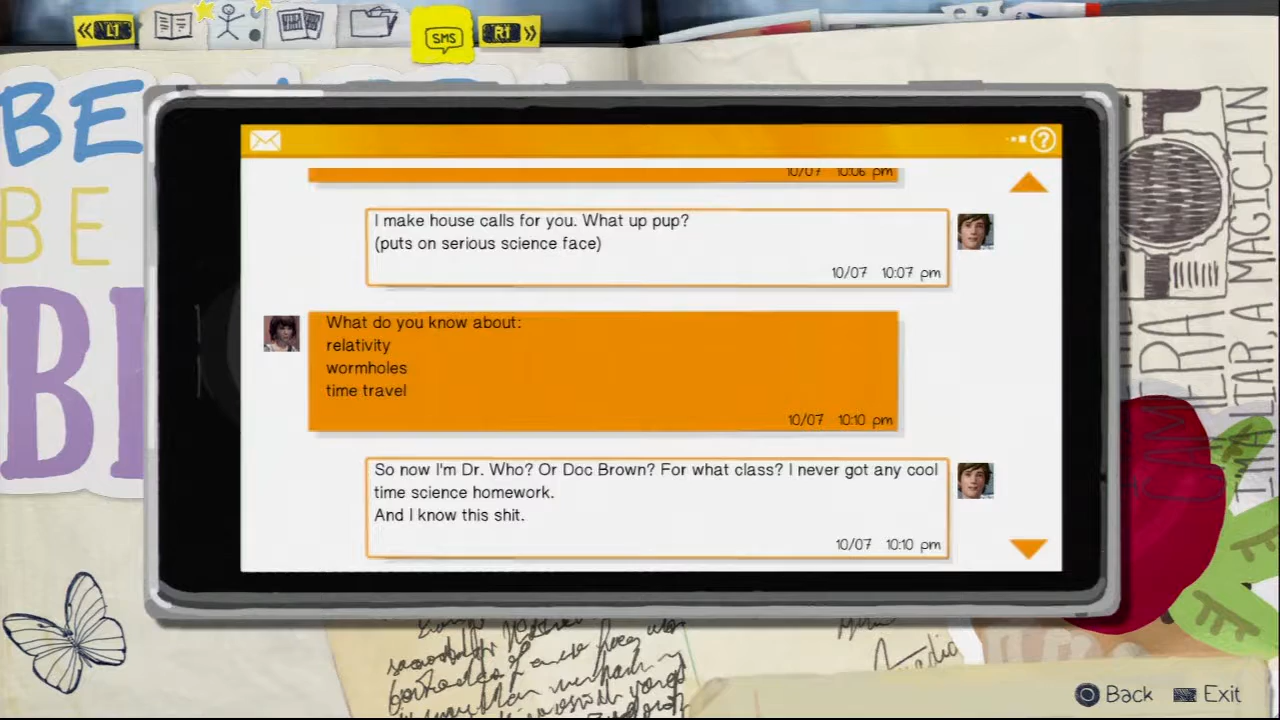 L1
SMS
R1
BE
BE
10/07 10:06 pm
I make house calls for you. What up pup?
(puts on serious science face)
10/07 10:07 pm
What do you know about:
relativity
wormholes
time travel
10/07 10:10 pm
So now I'm Dr. Who? Or Doc Brown? For what class? I never got any cool
time science homework.
And I know this shit.
10/07 10:10 pm
CAMERA
I'M A LIAR, A MAGICIAN
Back
Exit